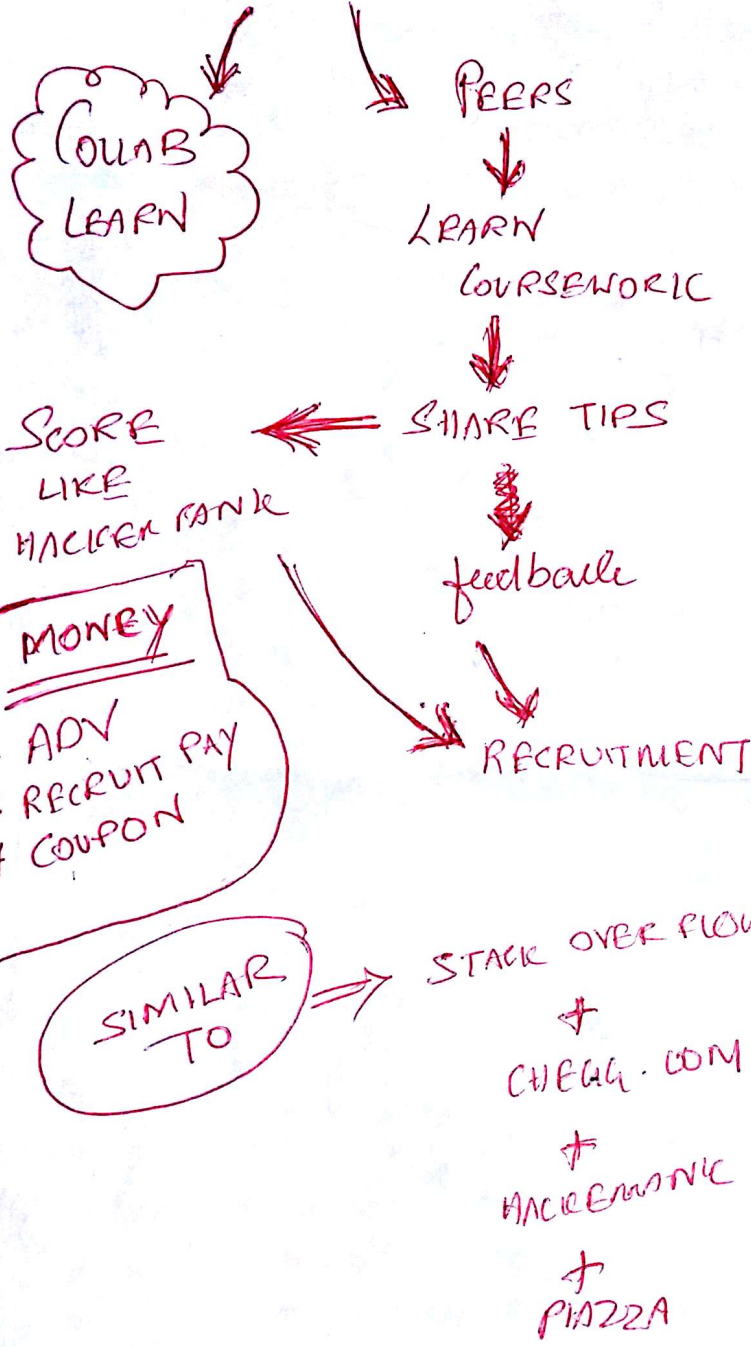 COLLAB
LEARN
PEERS
LEARN
COURSEWORK
SHARE TIPS
SCORE
LIKE
HACKER RANK
feedback
MONEY
ADV
RECRUIT PAY
COUPON
RECRUITMENT
SIMILAR
TO
STACK OVER FLOW
+
CHEGG.COM
+
HACKERRANK
+
PIAZZA